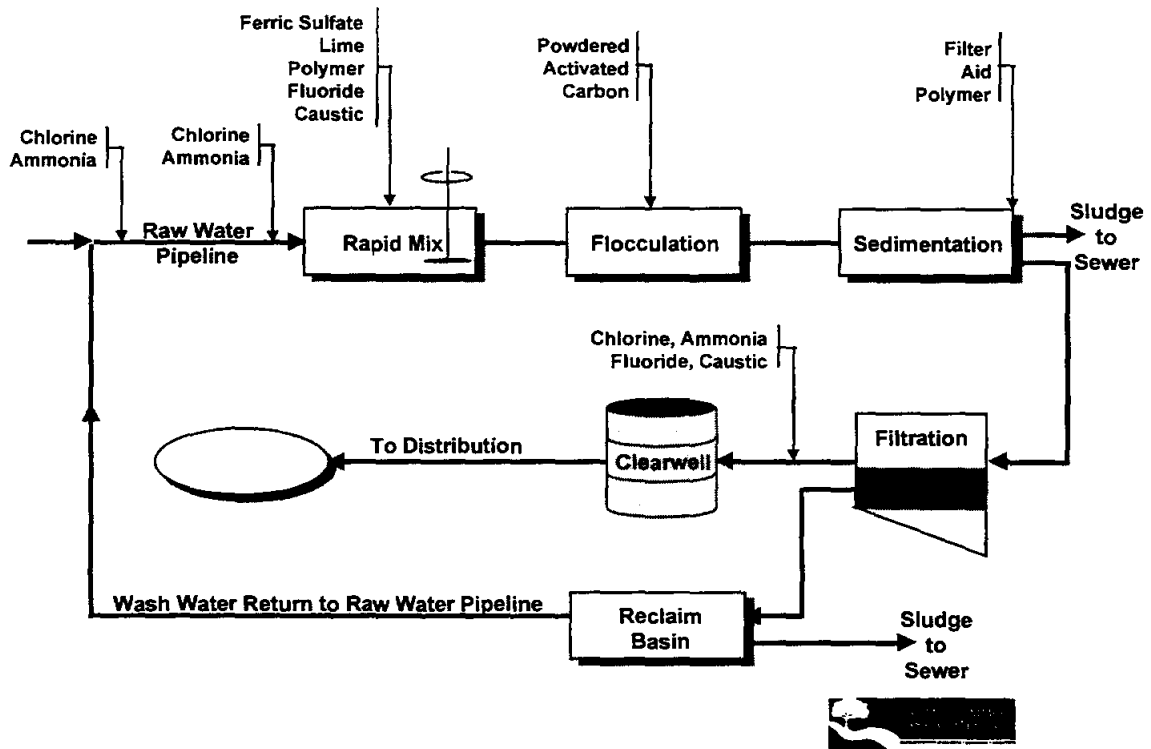 Ferric Sulfate
Lime
Polymer
Fluoride
Caustic
Powdered
Activated
Carbon
Filter
Aid
Polymer
Chlorine
Ammonia
Chlorine
Ammonia
Raw Water
Pipeline
Rapid Mix
Flocculation
Sedimentation
Sludge
to
Sewer
Chlorine, Ammonia
Fluoride, Caustic
Filtration
Clearwell
To Distribution
Wash Water Return to Raw Water Pipeline
Reclaim
Basin
Sludge
to
Sewer